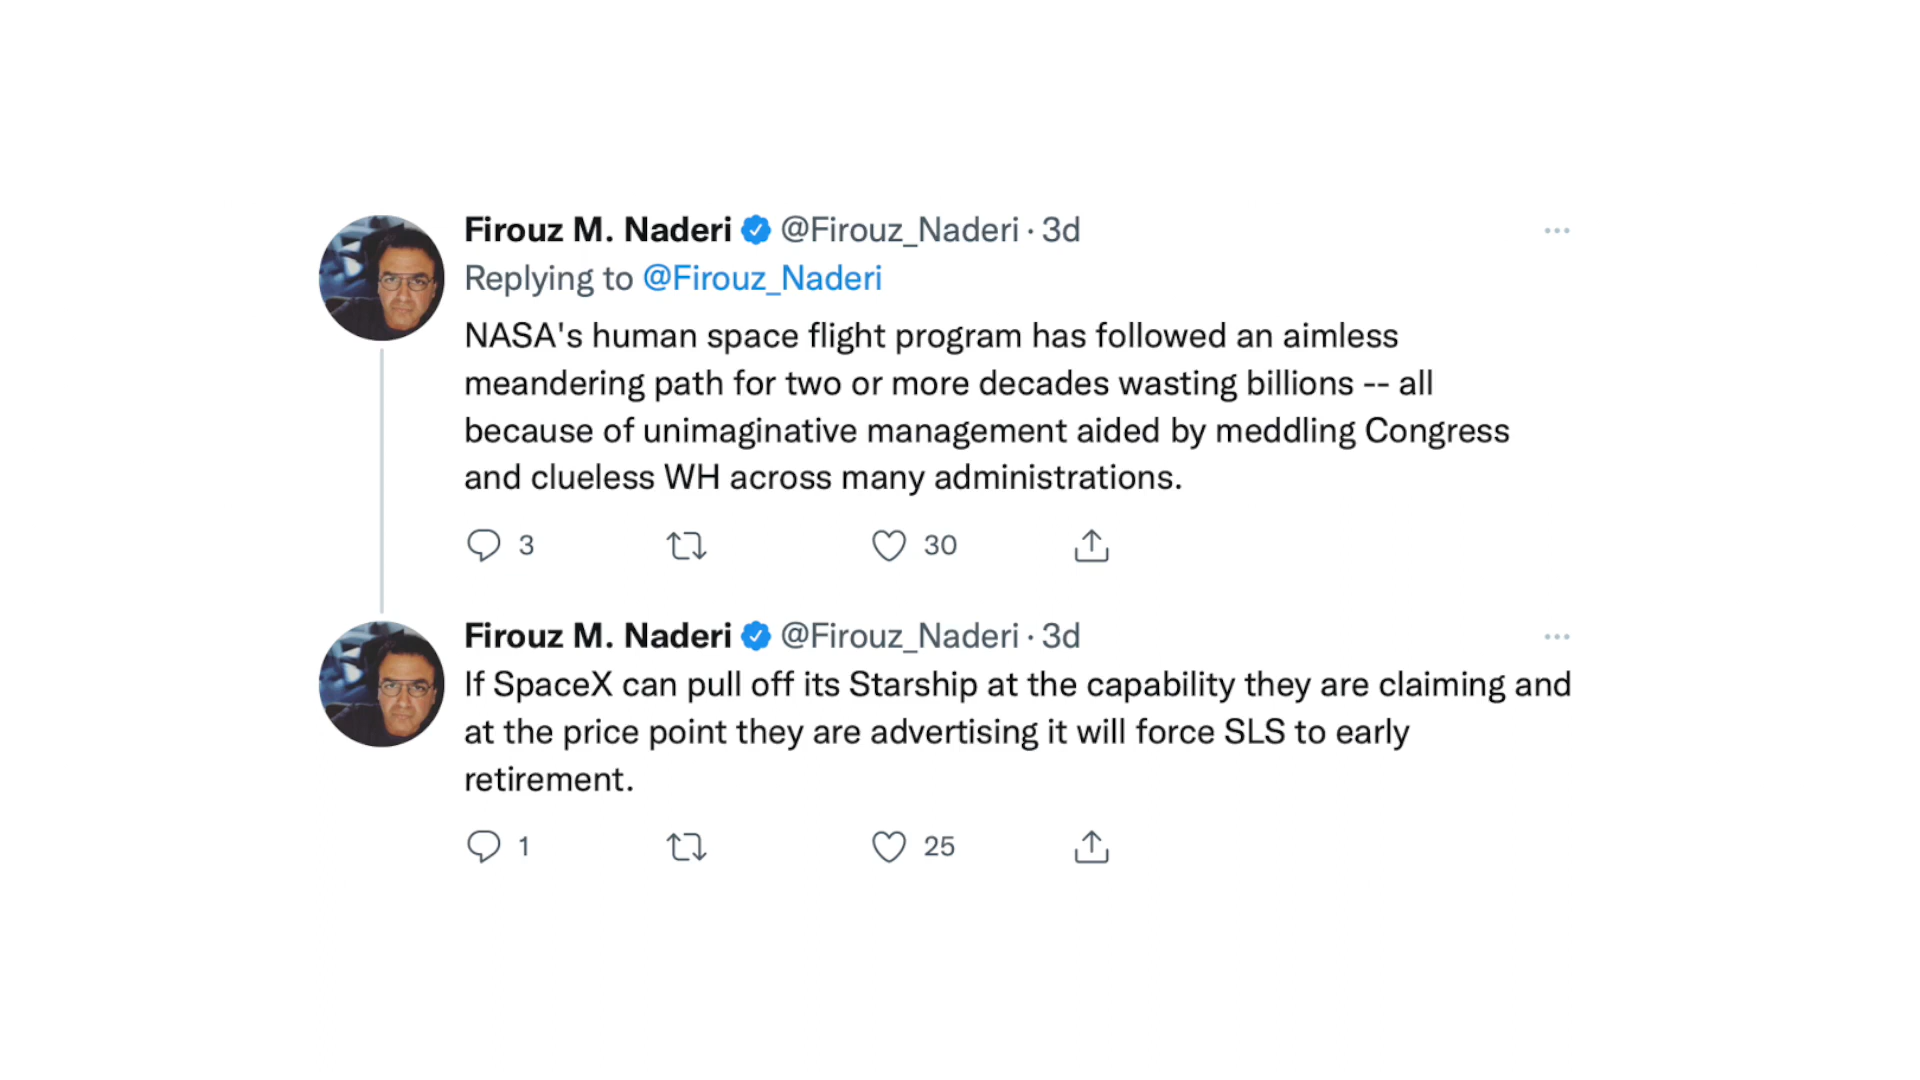 Firouz M. Naderi @Firouz_Naderi · 3d
Replying to @Firouz_Naderi
NASA's human space flight program has followed an aimless
meandering path for two or more decades wasting billions -- all
because of unimaginative management aided by meddling Congress
and clueless WH across many administrations.
3 30
Firouz M. Naderi @Firouz_Naderi · 3d
If SpaceX can pull off its Starship at the capability they are claiming and
at the price point they are advertising it will force SLS to early
retirement.
1 25